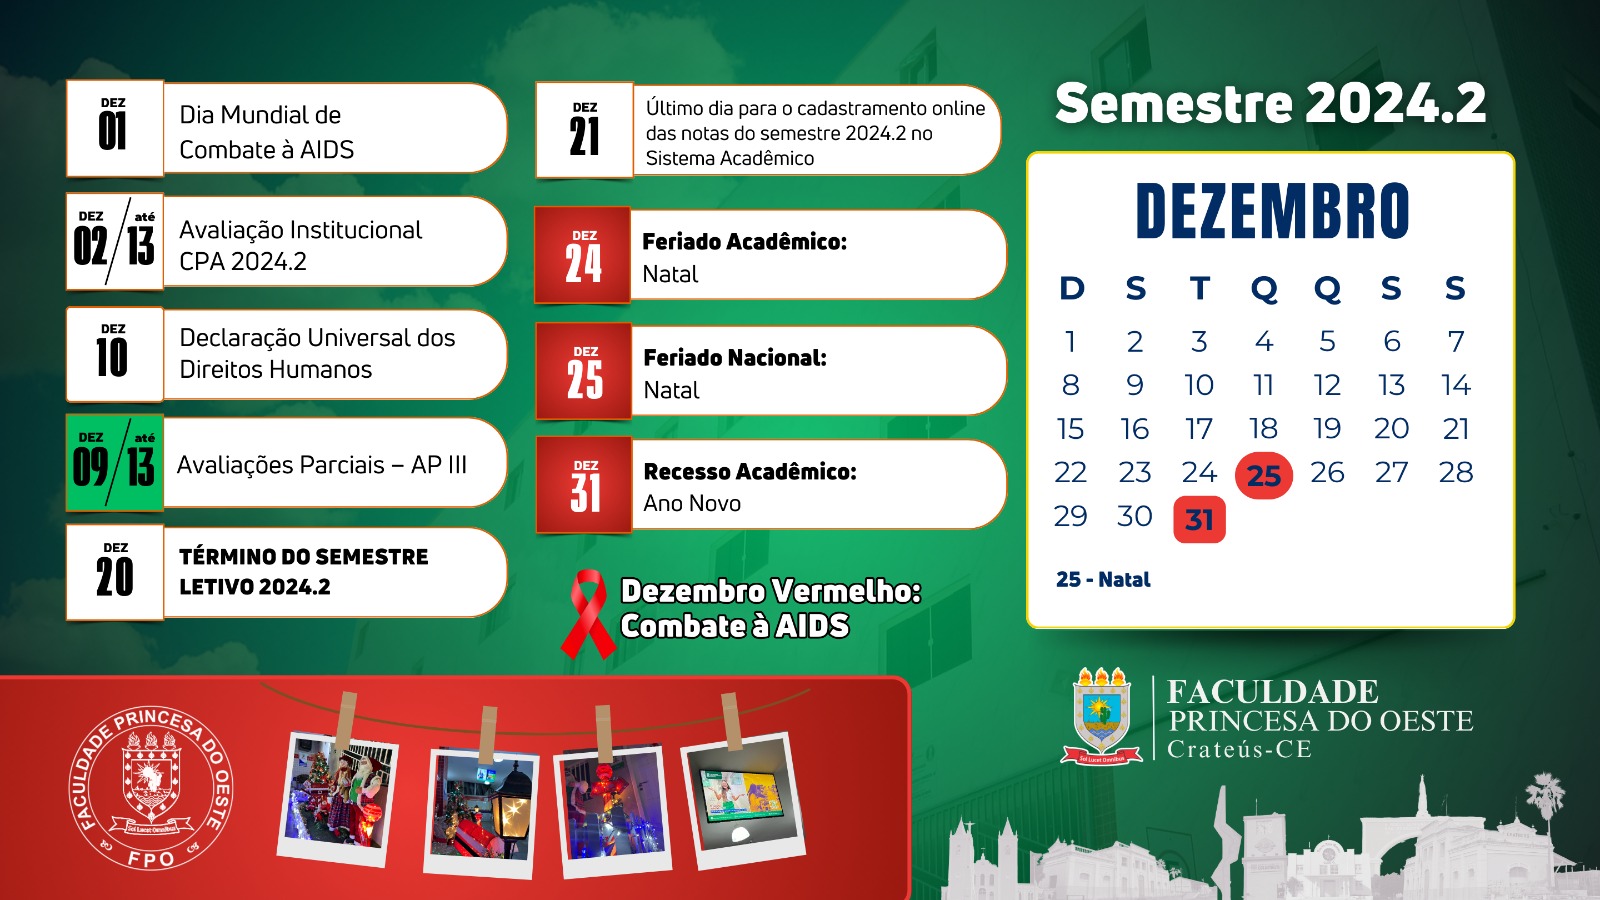 DEZ
01
Dia Mundial de
Combate à AIDS
DEZ até
02/13
Avaliação Institucional
CPA 2024.2
DEZ
10
Declaração Universal dos
Direitos Humanos
DEZ até
09/13
Avaliações Parciais – AP III
DEZ
20
TÉRMINO DO SEMESTRE
LETIVO 2024.2
DEZ
21
Último dia para o cadastramento online
das notas do semestre 2024.2 no
Sistema Acadêmico
DEZ
24
Feriado Acadêmico:
Natal
DEZ
25
Feriado Nacional:
Natal
DEZ
31
Recesso Acadêmico:
Ano Novo
Dezembro Vermelho:
Combate à AIDS
Semestre 2024.2
DEZEMBRO
D S T Q Q S S
1 2 3 4 5 6 7
8 9 10 11 12 13 14
15 16 17 18 19 20 21
22 23 24 25 26 27 28
29 30 31
25 - Natal
FACULDADE PRINCESA DO OESTE
Sol Lucet Omnibus
FPO
Sol Lucet Omnibus
FACULDADE
PRINCESA DO OESTE
Crateús-CE